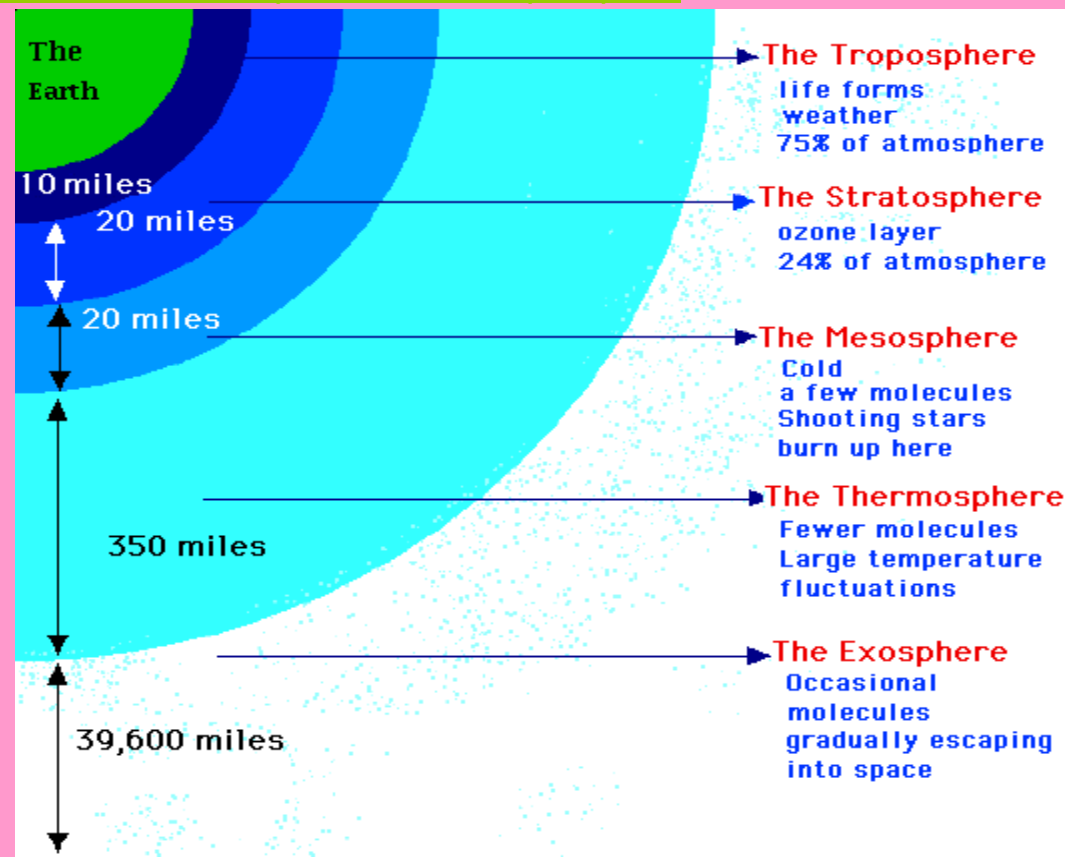 The
Earth
10 miles
20 miles
20 miles
350 miles
39,600 miles
The Troposphere
life forms
weather
75% of atmosphere
The Stratosphere
ozone layer
24% of atmosphere
The Mesosphere
Cold
a few molecules
Shooting stars
burn up here
The Thermosphere
Fewer molecules
Large temperature
fluctuations
The Exosphere
Occasional
molecules
gradually escaping
into space